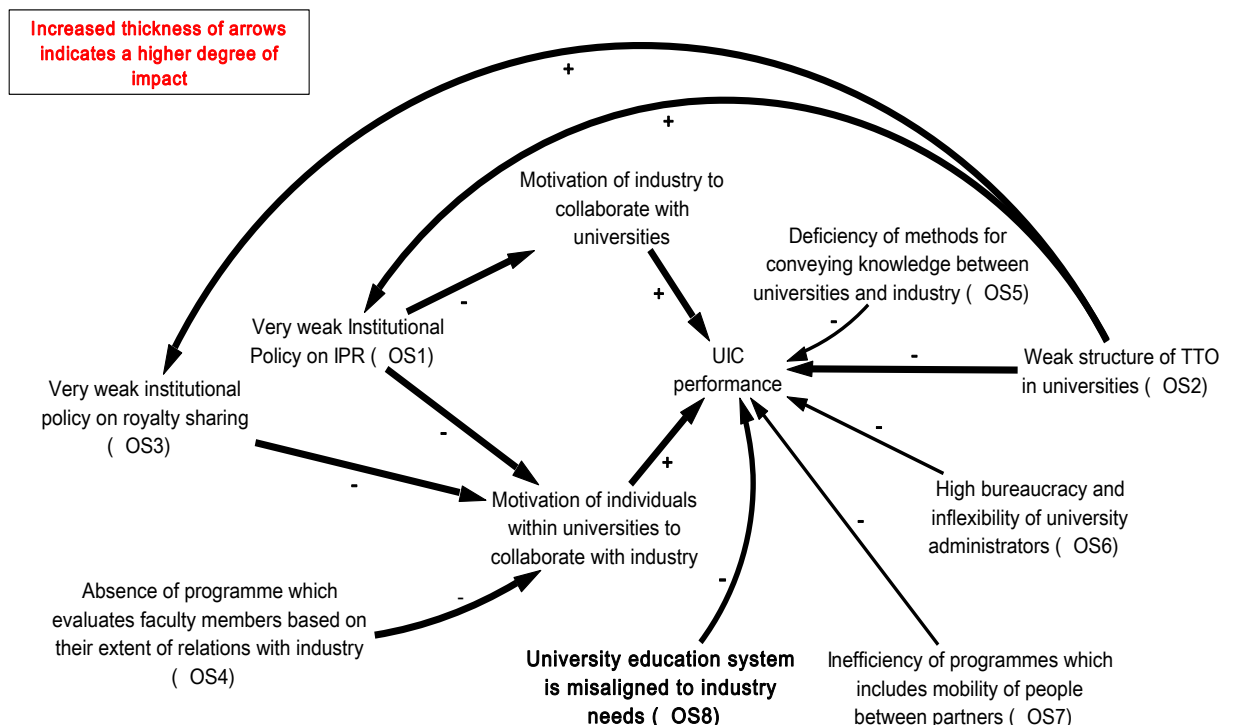 Increased thickness of arrows
indicates a higher degree of
impact
+
+
Motivation of industry to
collaborate with
universities
Deficiency of methods for
conveying knowledge between
universities and industry ( OS5)
-
+
-
-
Very weak Institutional
Policy on IPR ( OS1)
UIC
performance
Weak structure of TTO
in universities ( OS2)
Very weak institutional
policy on royalty sharing
( OS3)
-
-
+
-
-
-
Motivation of individuals
within universities to
collaborate with industry
High bureaucracy and
inflexibility of university
administrators ( OS6)
-
-
Absence of programme which
evaluates faculty members based on
their extent of relations with industry
( OS4)
University education system
is misaligned to industry
needs ( OS8)
Inefficiency of programmes which
includes mobility of people
between partners ( OS7)